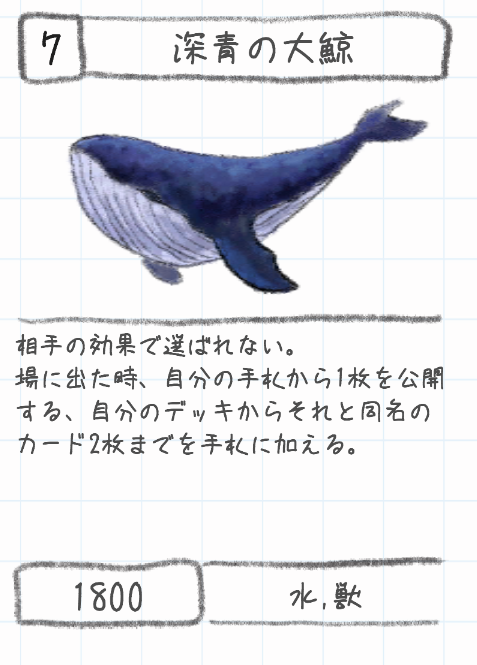 7
深青の大鯨
相手の効果で選ばれない。
場に出た時、自分の手札から1枚を公開
する、自分のデッキからそれと同名の
カード2枚までを手札に加える。
1800
水,獣